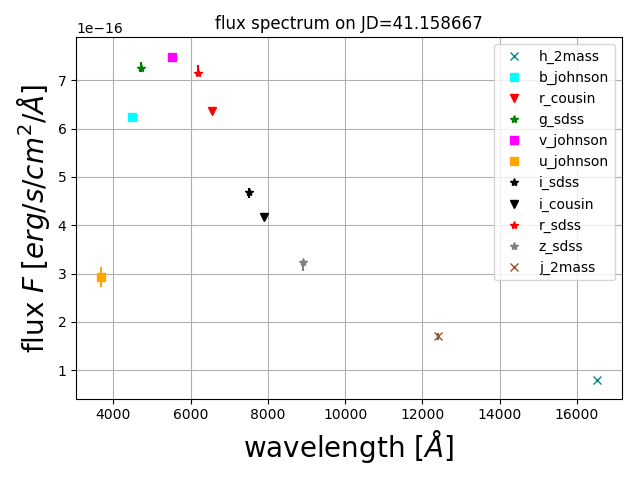 flux spectrum on JD=41.158667
1e−16
flux F [erg/s/cm²/Å]
7
6
5
4
3
2
1
h_2mass
b_johnson
r_cousin
g_sdss
v_johnson
u_johnson
i_sdss
i_cousin
r_sdss
z_sdss
j_2mass
4000 6000 8000 10000 12000 14000 16000
wavelength [Å]